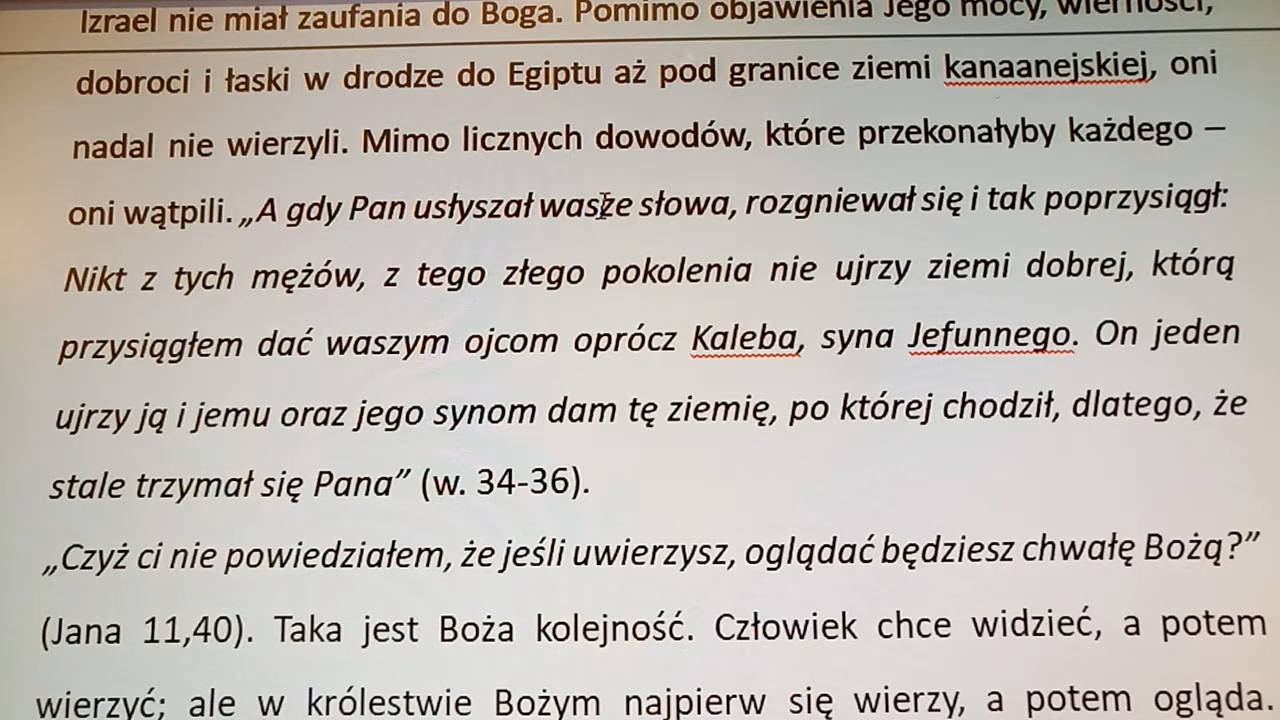 Izrael nie miał zaufania do Boga. Pomimo objawienia Jego mocy, wierności,
dobroci i łaski w drodze do Egiptu aż pod granice ziemi kanaanejskiej, oni
nadal nie wierzyli. Mimo licznych dowodów, które przekonałyby każdego –
oni wątpili. „A gdy Pan usłyszał wasze słowa, rozgniewał się i tak poprzysiągł:
Nikt z tych mężów, z tego złego pokolenia nie ujrzy ziemi dobrej, którą
przysiągłem dać waszym ojcom oprócz Kaleba, syna Jefunnego. On jeden
ujrzy ją i jemu oraz jego synom dam tę ziemię, po której chodził, dlatego, że
stale trzymał się Pana” (w. 34-36).
„Czyż ci nie powiedziałem, że jeśli uwierzysz, oglądać będziesz chwałę Bożą?”
(Jana 11,40). Taka jest Boża kolejność. Człowiek chce widzieć, a potem
wierzyć; ale w królestwie Bożym najpierw się wierzy, a potem ogląda.